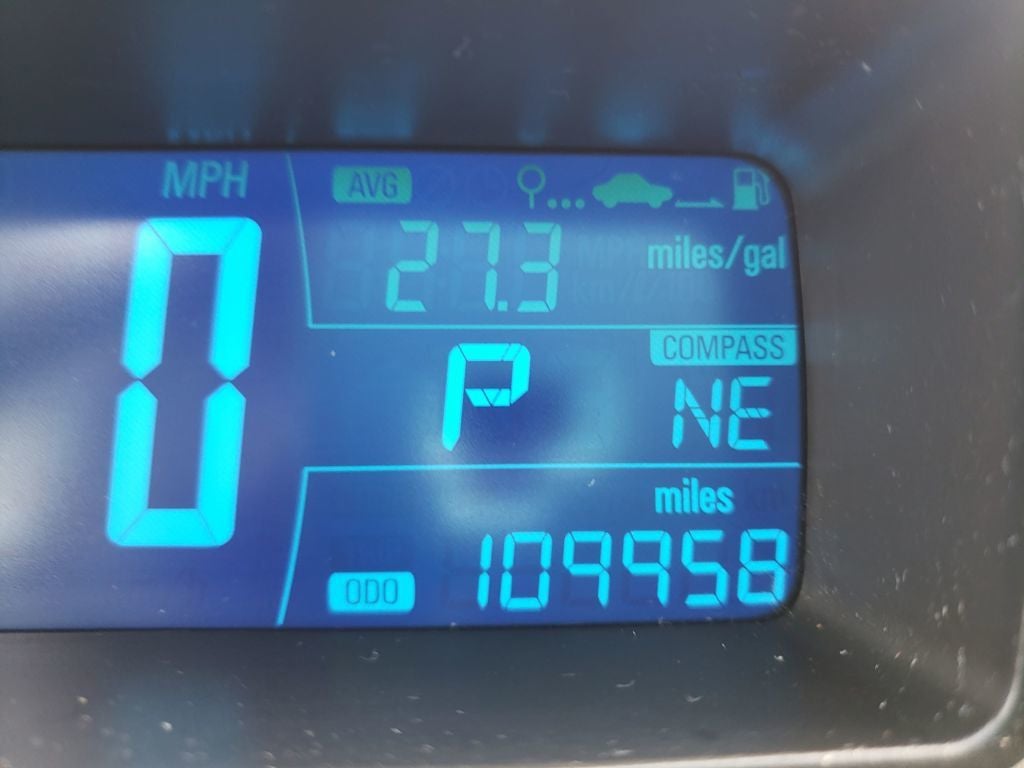 MPH
0
AVG
27.3 miles/gal
P
COMPASS
NE
miles
ODO 109958